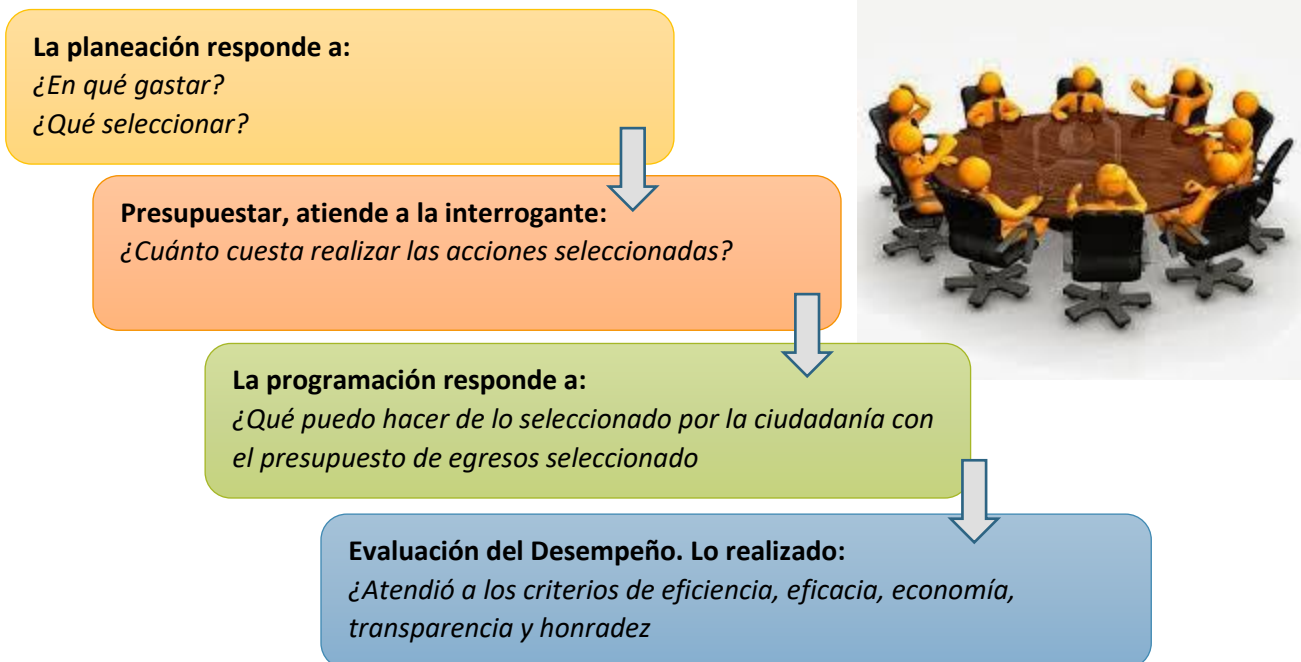 La planeación responde a:
¿En qué gastar?
¿Qué seleccionar?
Presupuestar, atiende a la interrogante:
¿Cuánto cuesta realizar las acciones seleccionadas?
La programación responde a:
¿Qué puedo hacer de lo seleccionado por la ciudadanía con
el presupuesto de egresos seleccionado
Evaluación del Desempeño. Lo realizado:
¿Atendió a los criterios de eficiencia, eficacia, economía,
transparencia y honradez